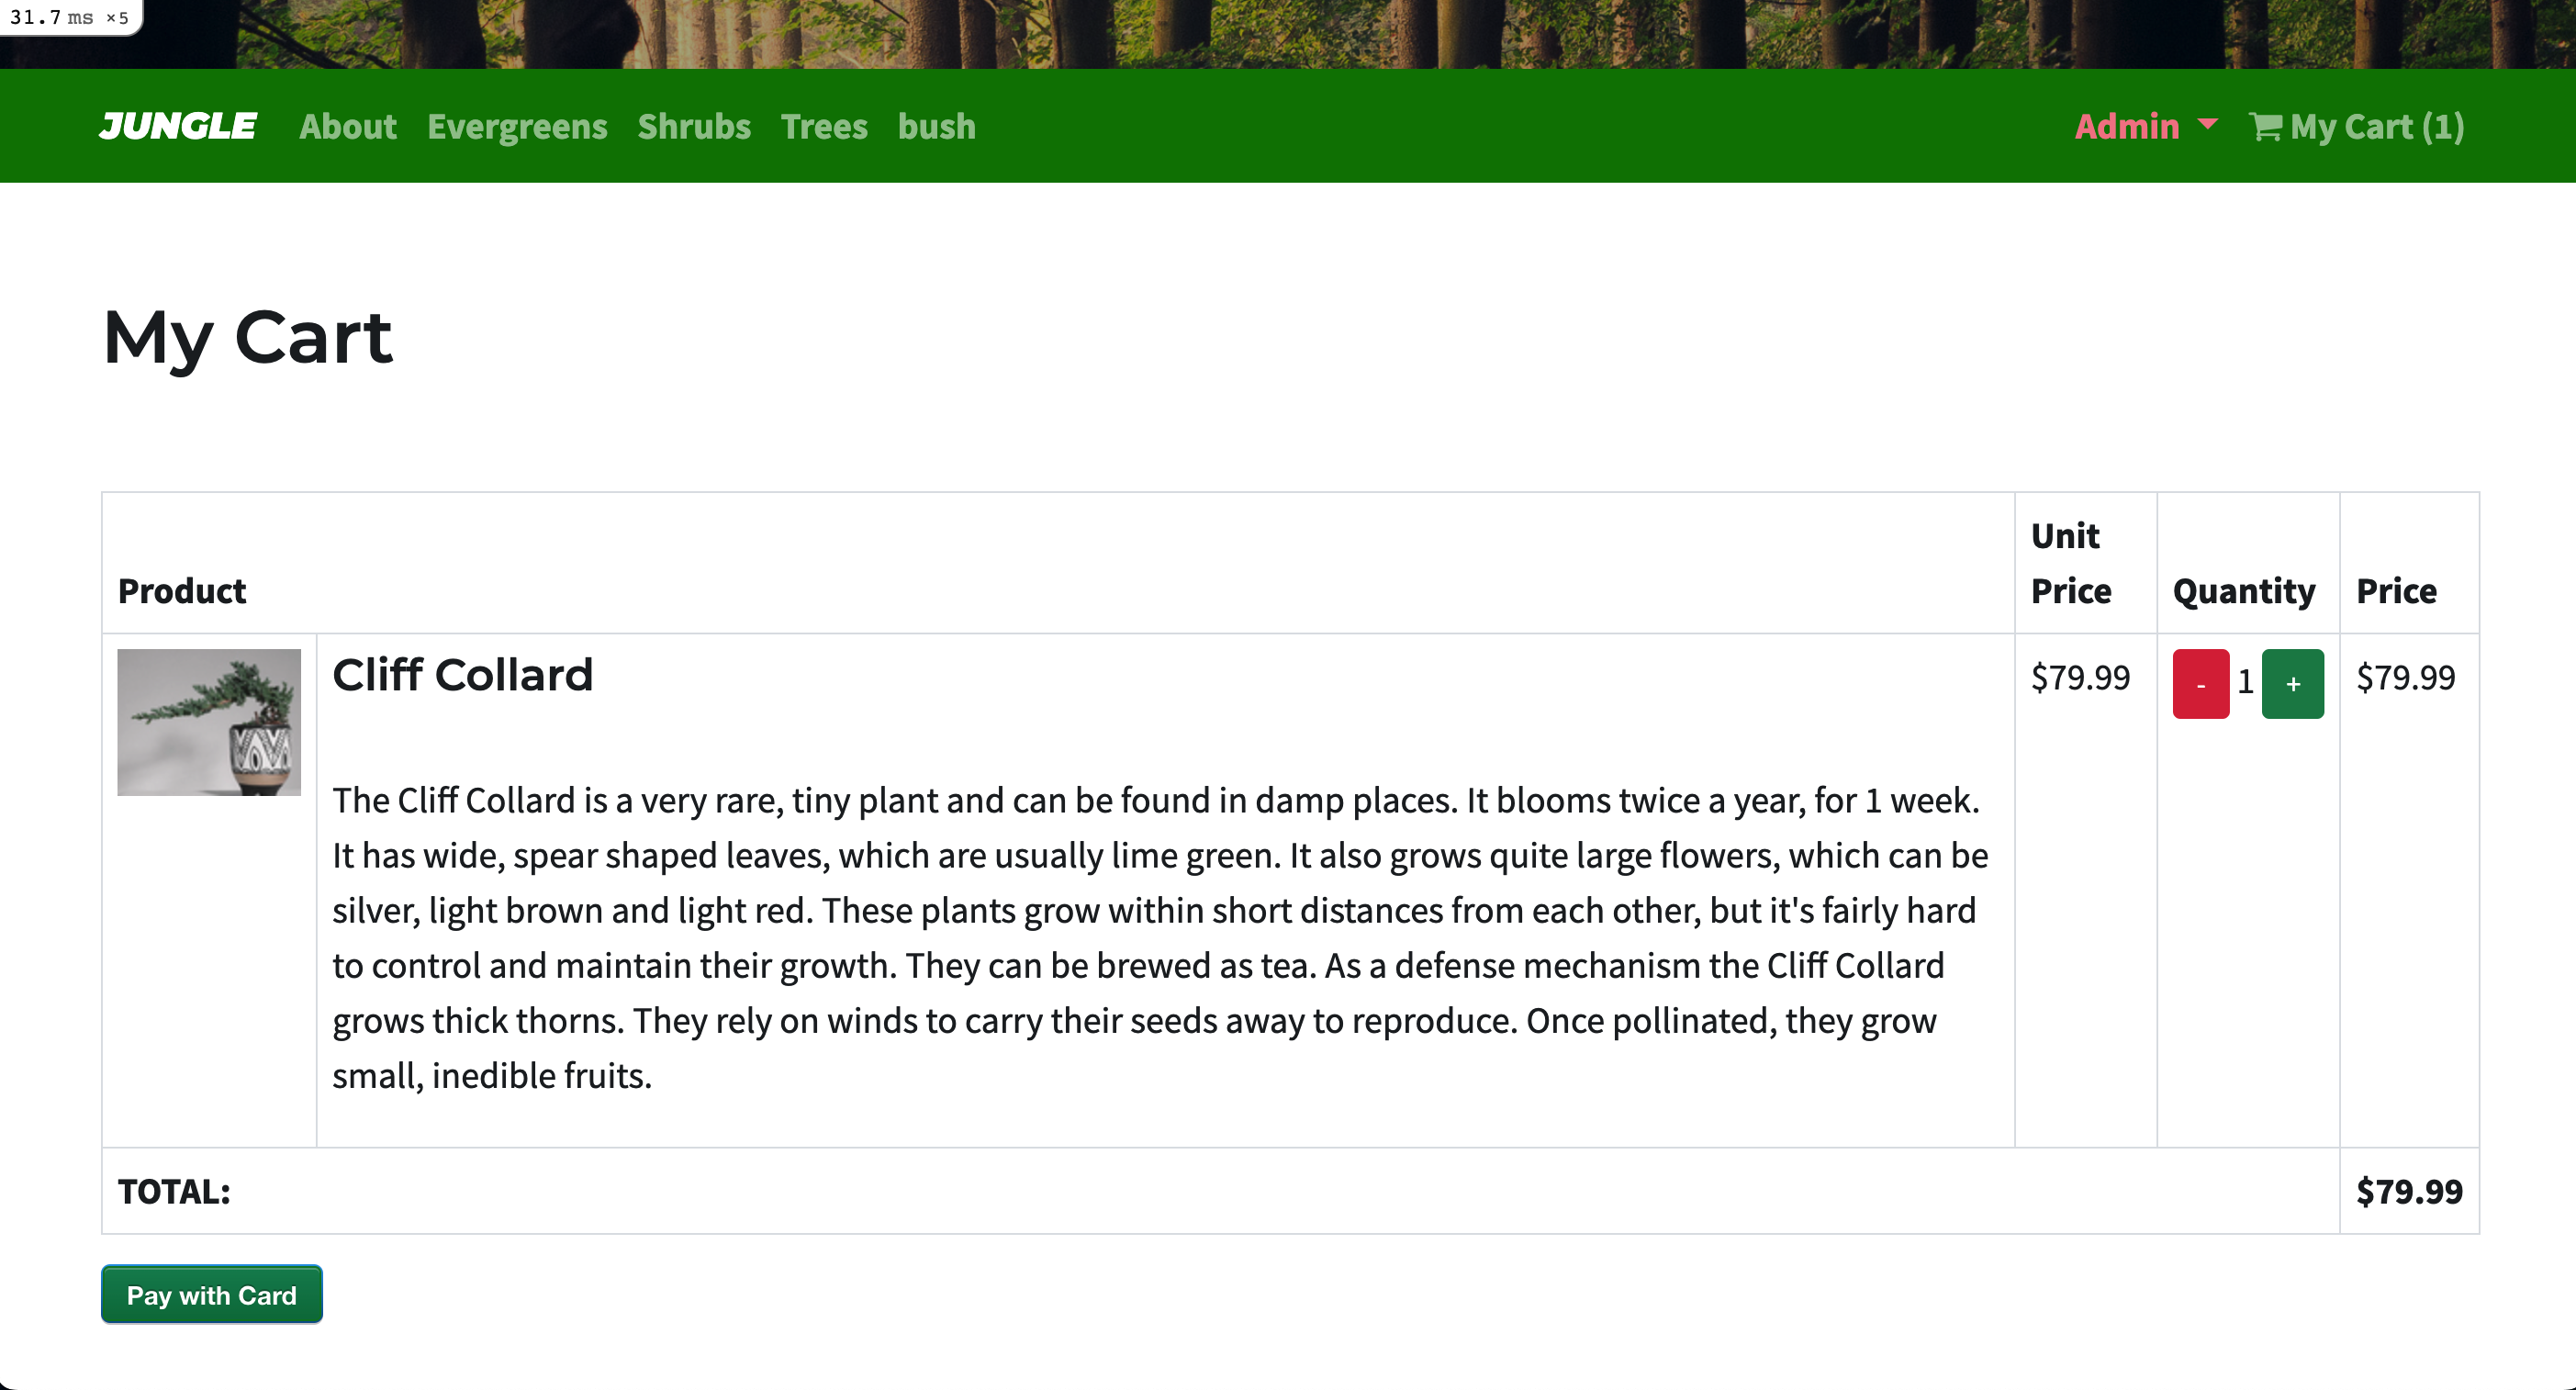 31.7 ms ×5
JUNGLE About Evergreens Shrubs Trees bush Admin My Cart (1)
My Cart
Product Unit Price Quantity Price
Cliff Collard $79.99 - 1 + $79.99
The Cliff Collard is a very rare, tiny plant and can be found in damp places. It blooms twice a year, for 1 week.
It has wide, spear shaped leaves, which are usually lime green. It also grows quite large flowers, which can be
silver, light brown and light red. These plants grow within short distances from each other, but it's fairly hard
to control and maintain their growth. They can be brewed as tea. As a defense mechanism the Cliff Collard
grows thick thorns. They rely on winds to carry their seeds away to reproduce. Once pollinated, they grow
small, inedible fruits.
TOTAL: $79.99
Pay with Card